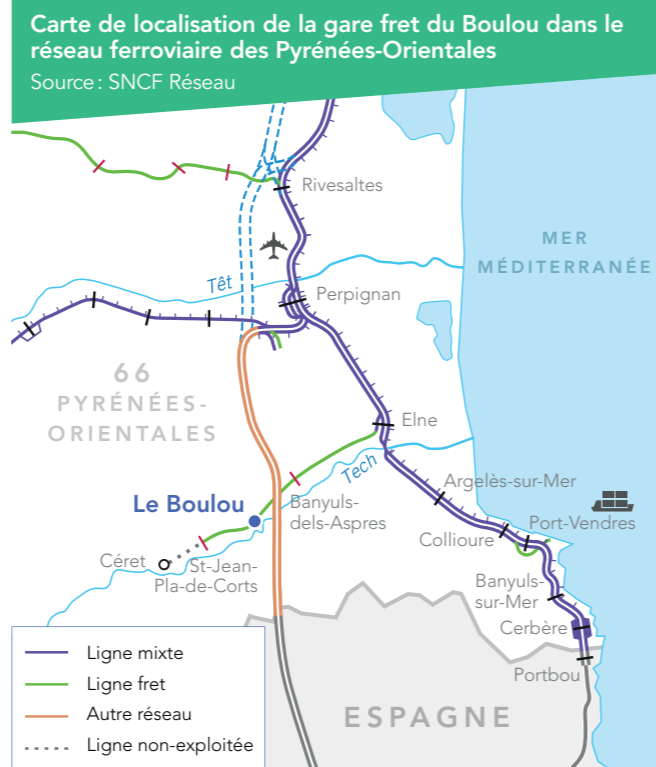 Carte de localisation de la gare fret du Boulou dans le
réseau ferroviaire des Pyrénées-Orientales
Source : SNCF Réseau
Rivesaltes
MER
MÉDITERRANÉE
Têt
Perpignan
66
PYRÉNÉES-
ORIENTALES
Elne
Tech
Argelès-sur-Mer
Le Boulou
Banyuls-
dels-Aspres
Port-Vendres
Collioure
Céret
St-Jean-
Pla-de-Corts
Banyuls-
sur-Mer
Cerbère
Portbou
ESPAGNE
Ligne mixte
Ligne fret
Autre réseau
Ligne non-exploitée